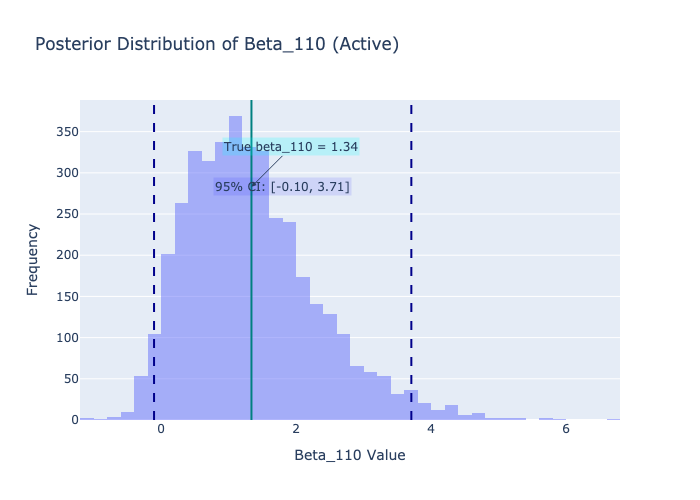 Posterior Distribution of Beta_110 (Active)
350
300
250
200
150
100
50
0
Frequency
True beta_110 = 1.34
95% CI: [-0.10, 3.71]
0
2
4
6
Beta_110 Value